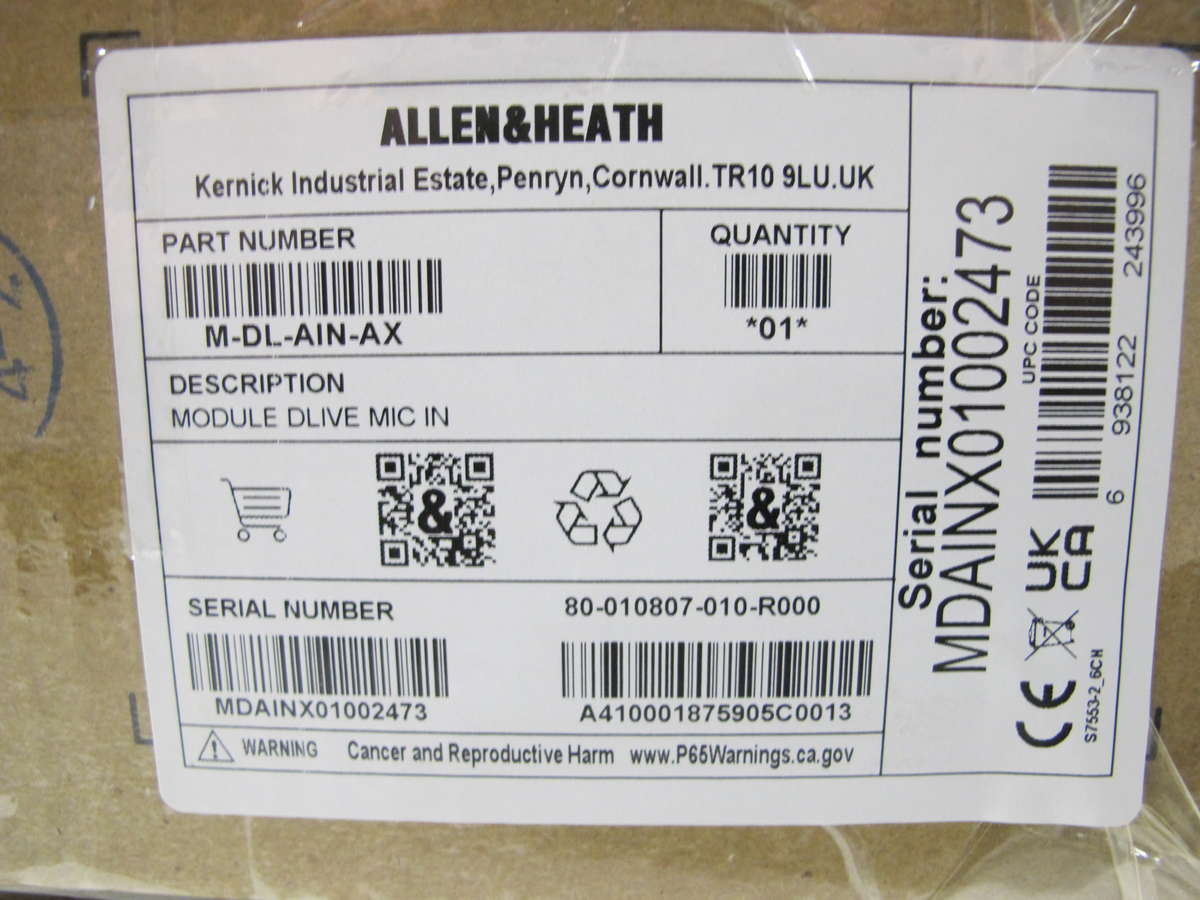 ALLEN&HEATH
Kernick Industrial Estate,Penryn,Cornwall.TR10 9LU.UK
PART NUMBER
M-DL-AIN-AX
QUANTITY
*01*
DESCRIPTION
MODULE DLIVE MIC IN
&
&
SERIAL NUMBER
MDAINX01002473
80-010807-010-R000
A410001875905C0013
WARNING Cancer and Reproductive Harm www.P65Warnings.ca.gov
Serial number:
MDAINX01002473
UPC CODE
6 938122 243996
CE
UK
CA
S7553-2_6CH